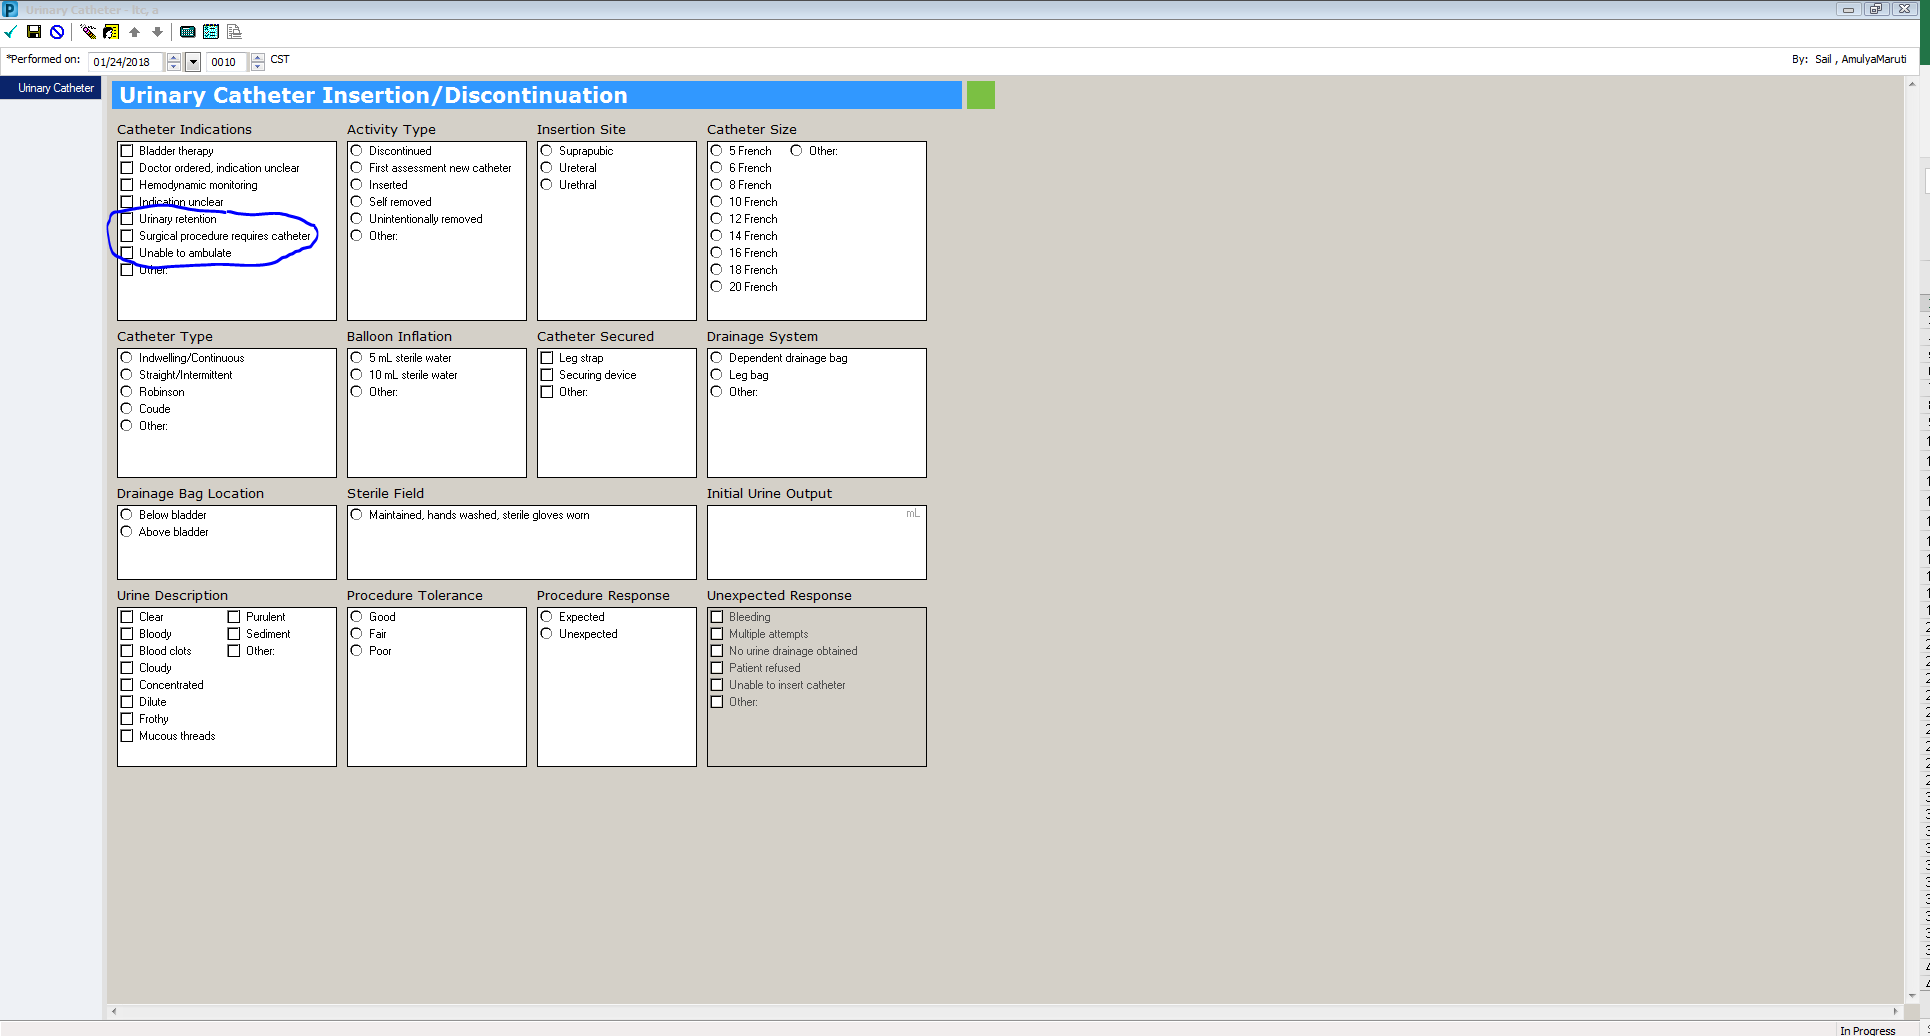 Urinary Catheter - ltc, a
*Performed on: 01/24/2018 0010 CST By: Sail , AmulyaMaruti
Urinary Catheter
Urinary Catheter Insertion/Discontinuation
Catheter Indications
Bladder therapy
Doctor ordered, indication unclear
Hemodynamic monitoring
Indication unclear
Urinary retention
Surgical procedure requires catheter
Unable to ambulate
Other:
Activity Type
Discontinued
First assessment new catheter
Inserted
Self removed
Unintentionally removed
Other:
Insertion Site
Suprapubic
Ureteral
Urethral
Catheter Size
5 French Other:
6 French
8 French
10 French
12 French
14 French
16 French
18 French
20 French
Catheter Type
Indwelling/Continuous
Straight/Intermittent
Robinson
Coude
Other:
Balloon Inflation
5 mL sterile water
10 mL sterile water
Other:
Catheter Secured
Leg strap
Securing device
Other:
Drainage System
Dependent drainage bag
Leg bag
Other:
Drainage Bag Location
Below bladder
Above bladder
Sterile Field
Maintained, hands washed, sterile gloves worn
Initial Urine Output
mL
Urine Description
Clear Purulent
Bloody Sediment
Blood clots Other:
Cloudy
Concentrated
Dilute
Frothy
Mucous threads
Procedure Tolerance
Good
Fair
Poor
Procedure Response
Expected
Unexpected
Unexpected Response
Bleeding
Multiple attempts
No urine drainage obtained
Patient refused
Unable to insert catheter
Other:
In Progress